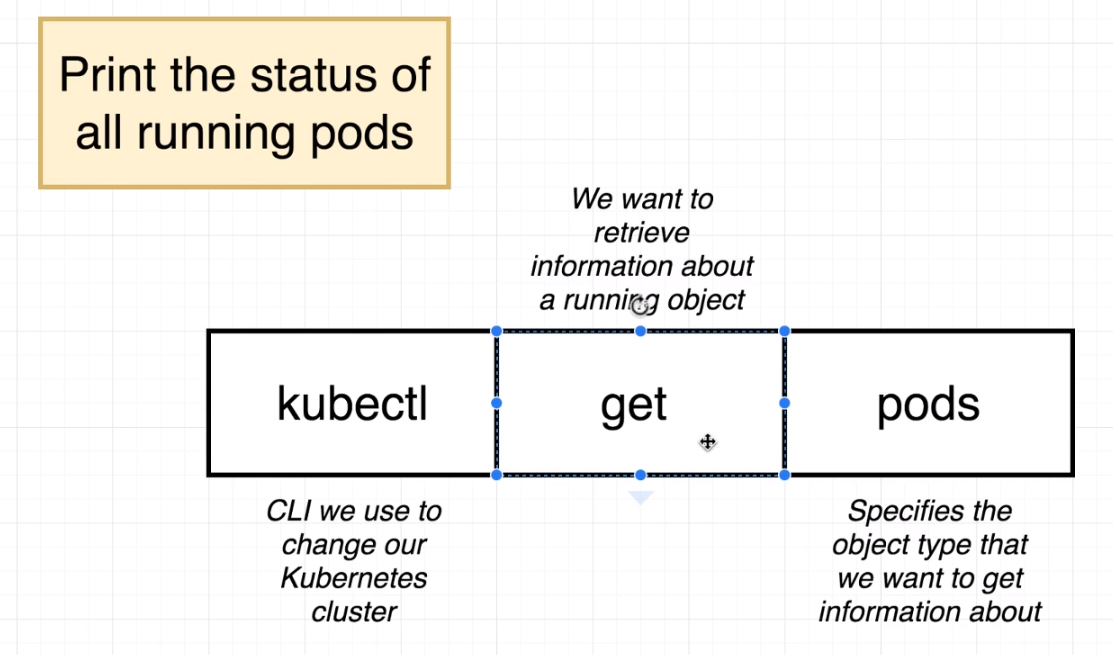 Print the status of
all running pods
We want to
retrieve
information about
a running object
kubectl
get
pods
CLI we use to
change our
Kubernetes
cluster
Specifies the
object type that
we want to get
information about